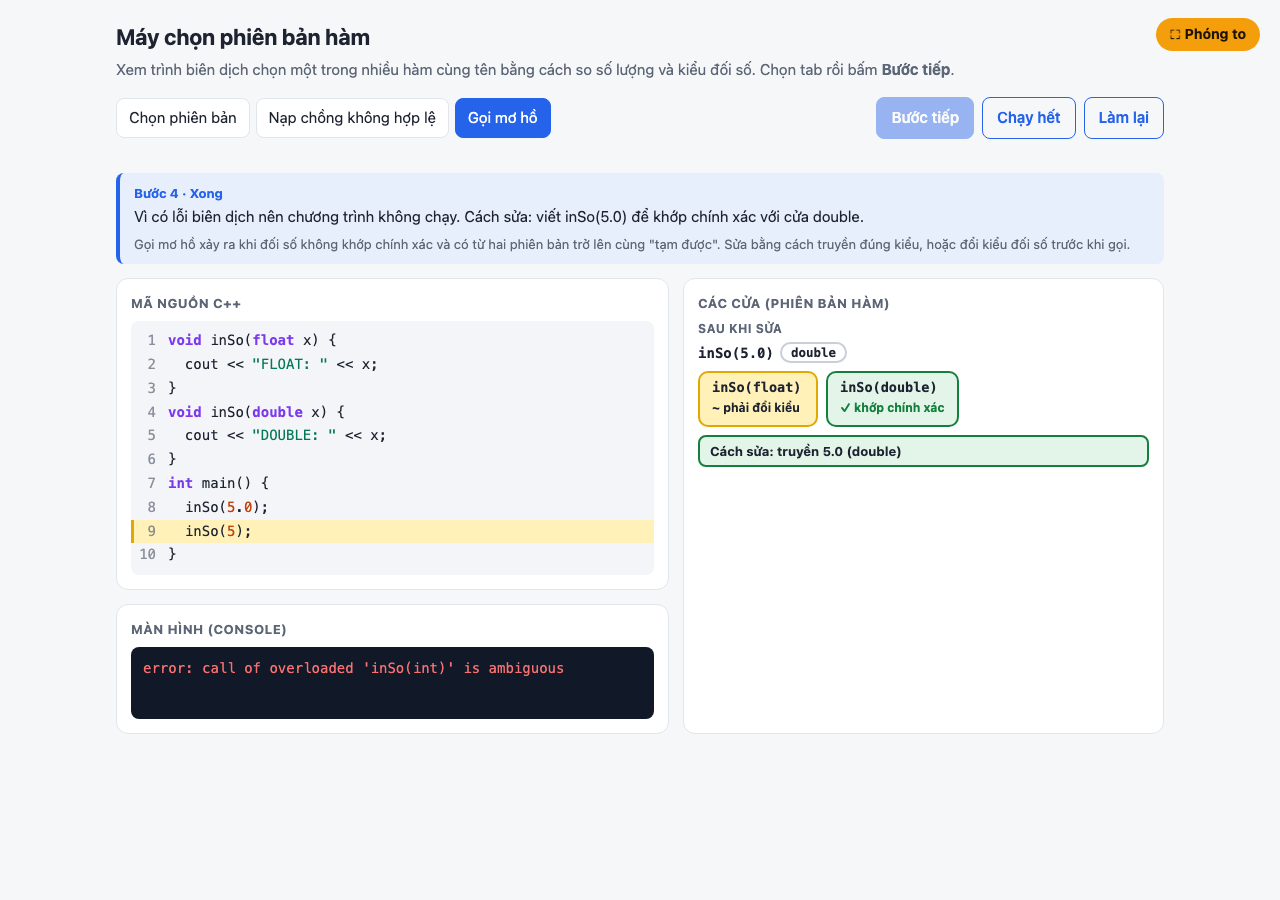 Máy chọn phiên bản hàm
⛶ Phóng to
Xem trình biên dịch chọn một trong nhiều hàm cùng tên bằng cách so số lượng và kiểu đối số. Chọn tab rồi bấm Bước tiếp.
Chọn phiên bản
Nạp chồng không hợp lệ
Gọi mơ hồ
Bước tiếp
Chạy hết
Làm lại
Bước 4 · Xong
Vì có lỗi biên dịch nên chương trình không chạy. Cách sửa: viết inSo(5.0) để khớp chính xác với cửa double.
Gọi mơ hồ xảy ra khi đối số không khớp chính xác và có từ hai phiên bản trở lên cùng "tạm được". Sửa bằng cách truyền đúng kiểu, hoặc đổi kiểu đối số trước khi gọi.
MÃ NGUỒN C++
1 void inSo(float x) {
2   cout << "FLOAT: " << x;
3 }
4 void inSo(double x) {
5   cout << "DOUBLE: " << x;
6 }
7 int main() {
8   inSo(5.0);
9   inSo(5);
10 }
MÀN HÌNH (CONSOLE)
error: call of overloaded 'inSo(int)' is ambiguous
CÁC CỬA (PHIÊN BẢN HÀM)
SAU KHI SỬA
inSo(5.0) double
inSo(float)
~ phải đổi kiểu
inSo(double)
✓ khớp chính xác
Cách sửa: truyền 5.0 (double)